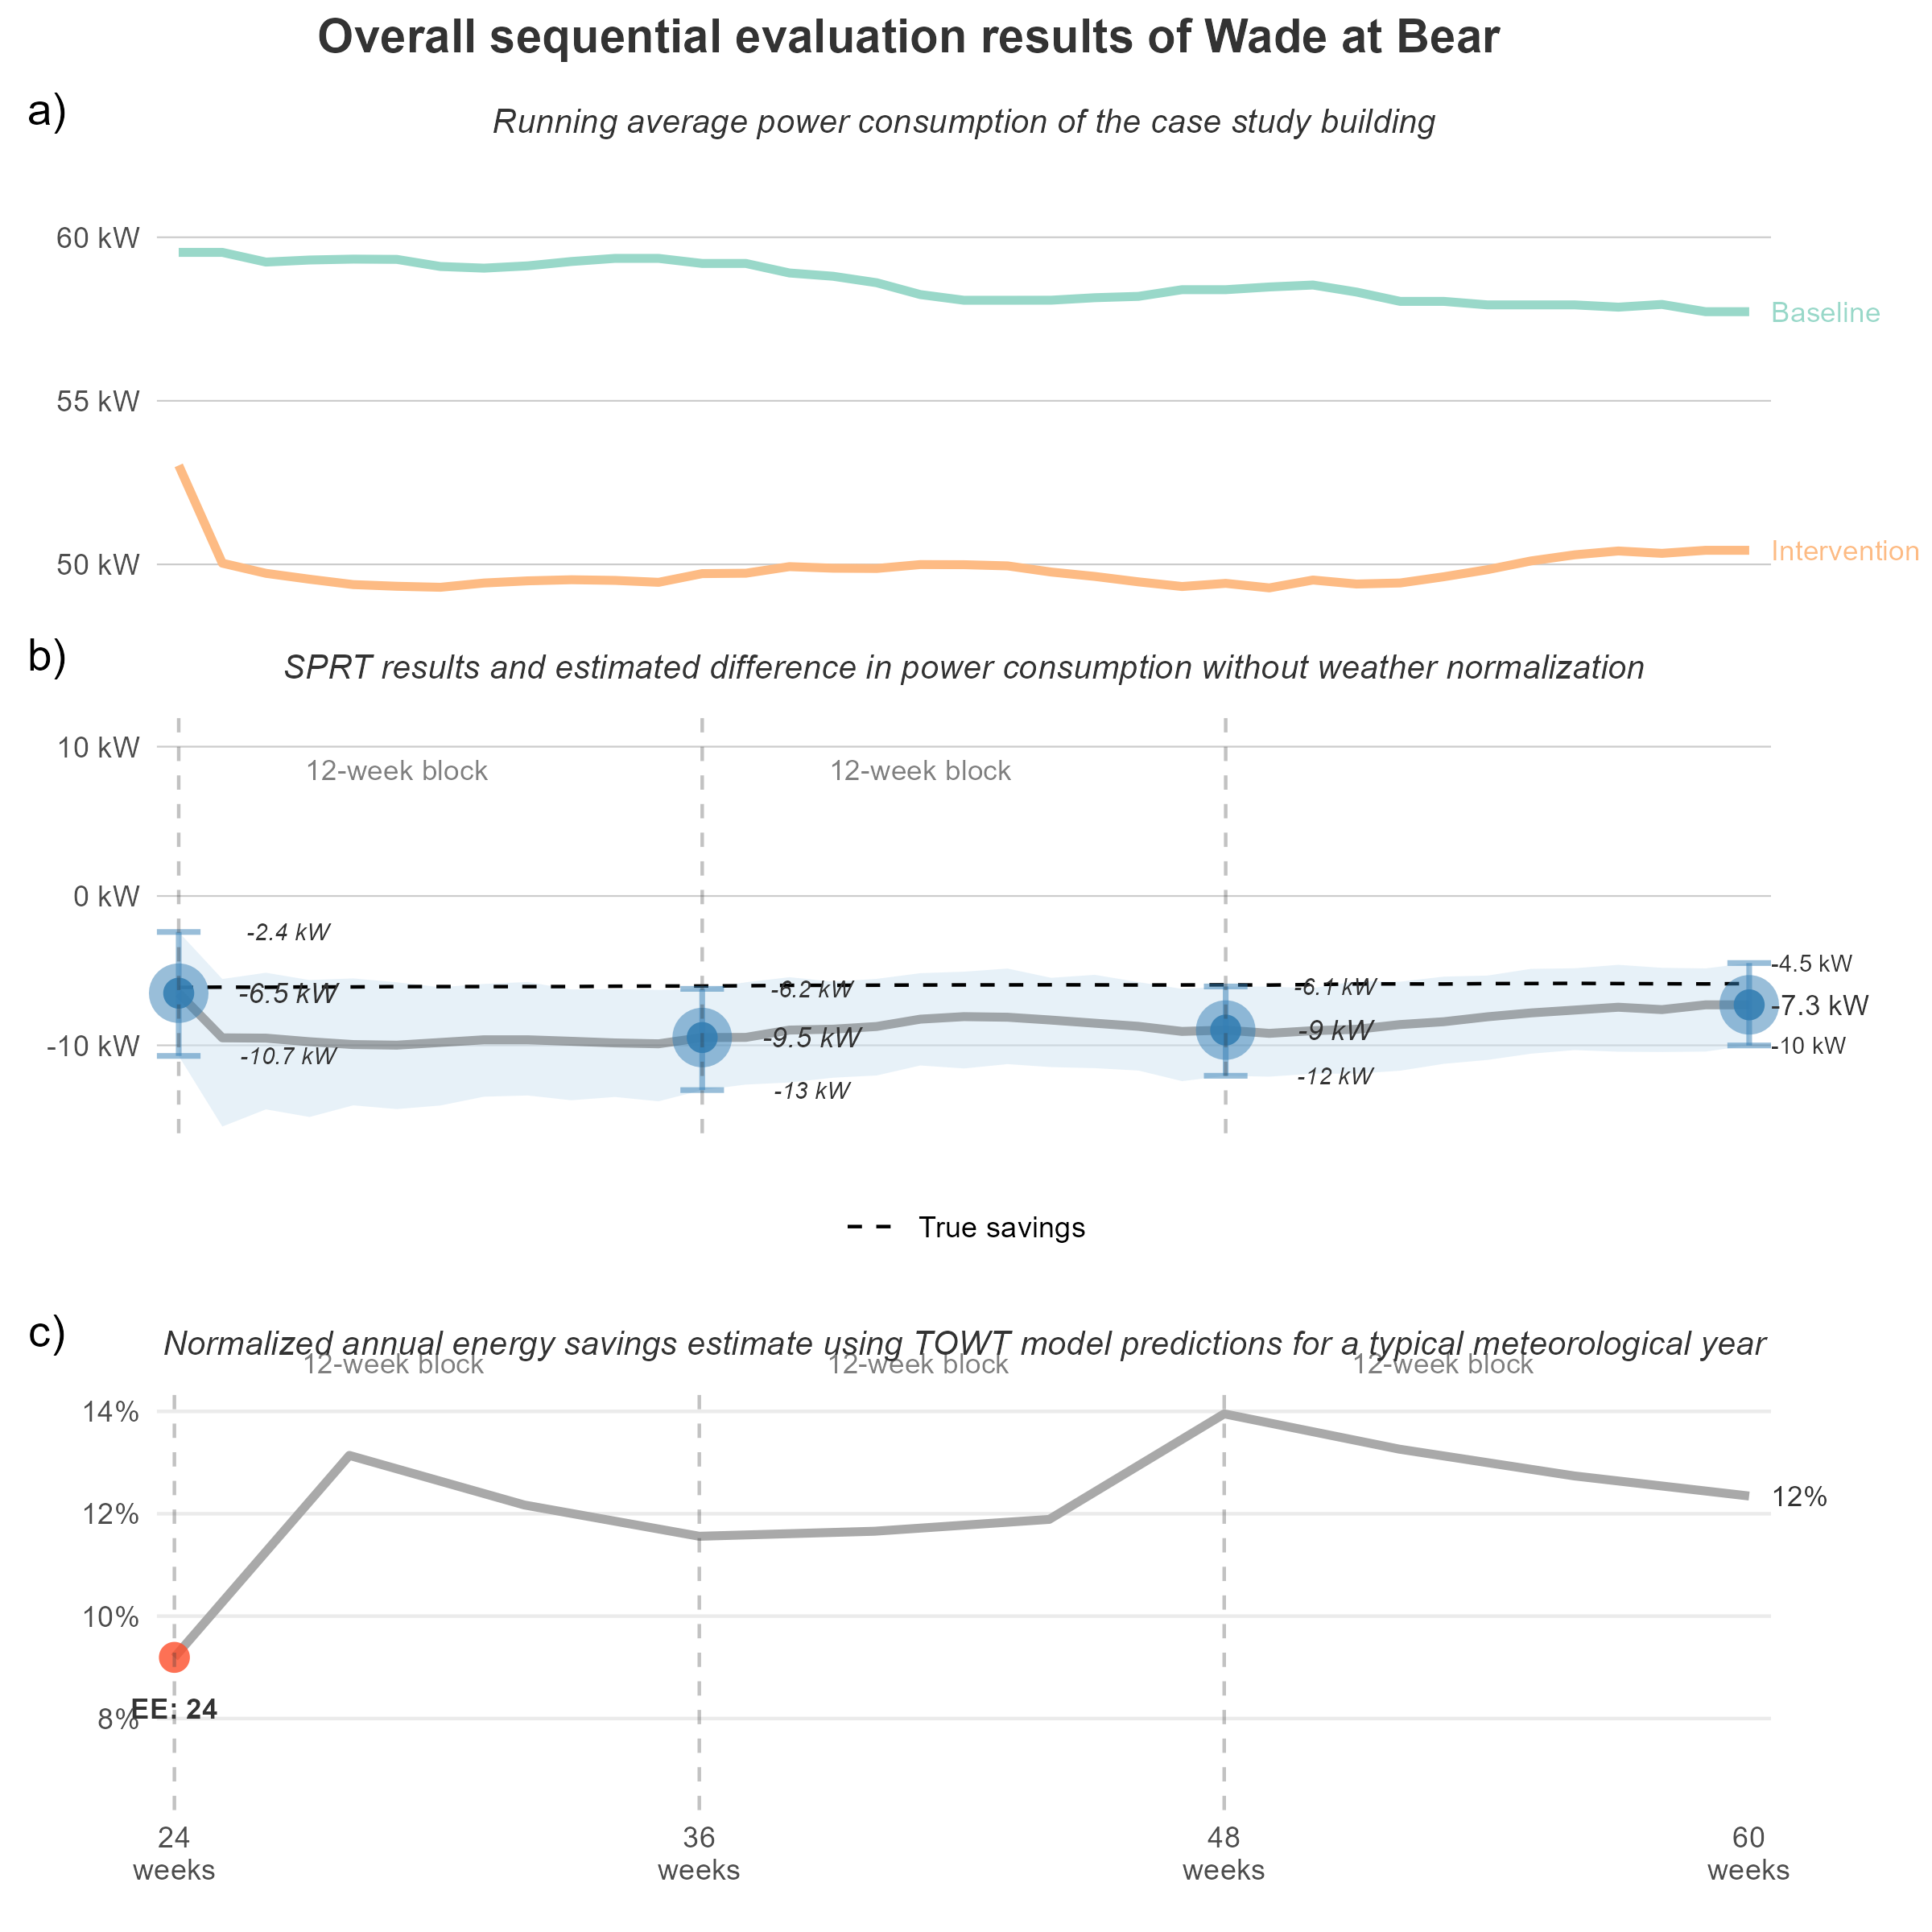 Overall sequential evaluation results of Wade at Bear
a)
Running average power consumption of the case study building
60 kW
55 kW
50 kW
Baseline
Intervention
b)
SPRT results and estimated difference in power consumption without weather normalization
10 kW
0 kW
-10 kW
12-week block
12-week block
-2.4 kW
-6.5 kW
-10.7 kW
-6.2 kW
-9.5 kW
-13 kW
-6.1 kW
-9 kW
-12 kW
-4.5 kW
-7.3 kW
-10 kW
True savings
c)
Normalized annual energy savings estimate using TOWT model predictions for a typical meteorological year
12-week block
12-week block
12-week block
14%
12%
10%
8%
12%
EE: 24
24
weeks
36
weeks
48
weeks
60
weeks